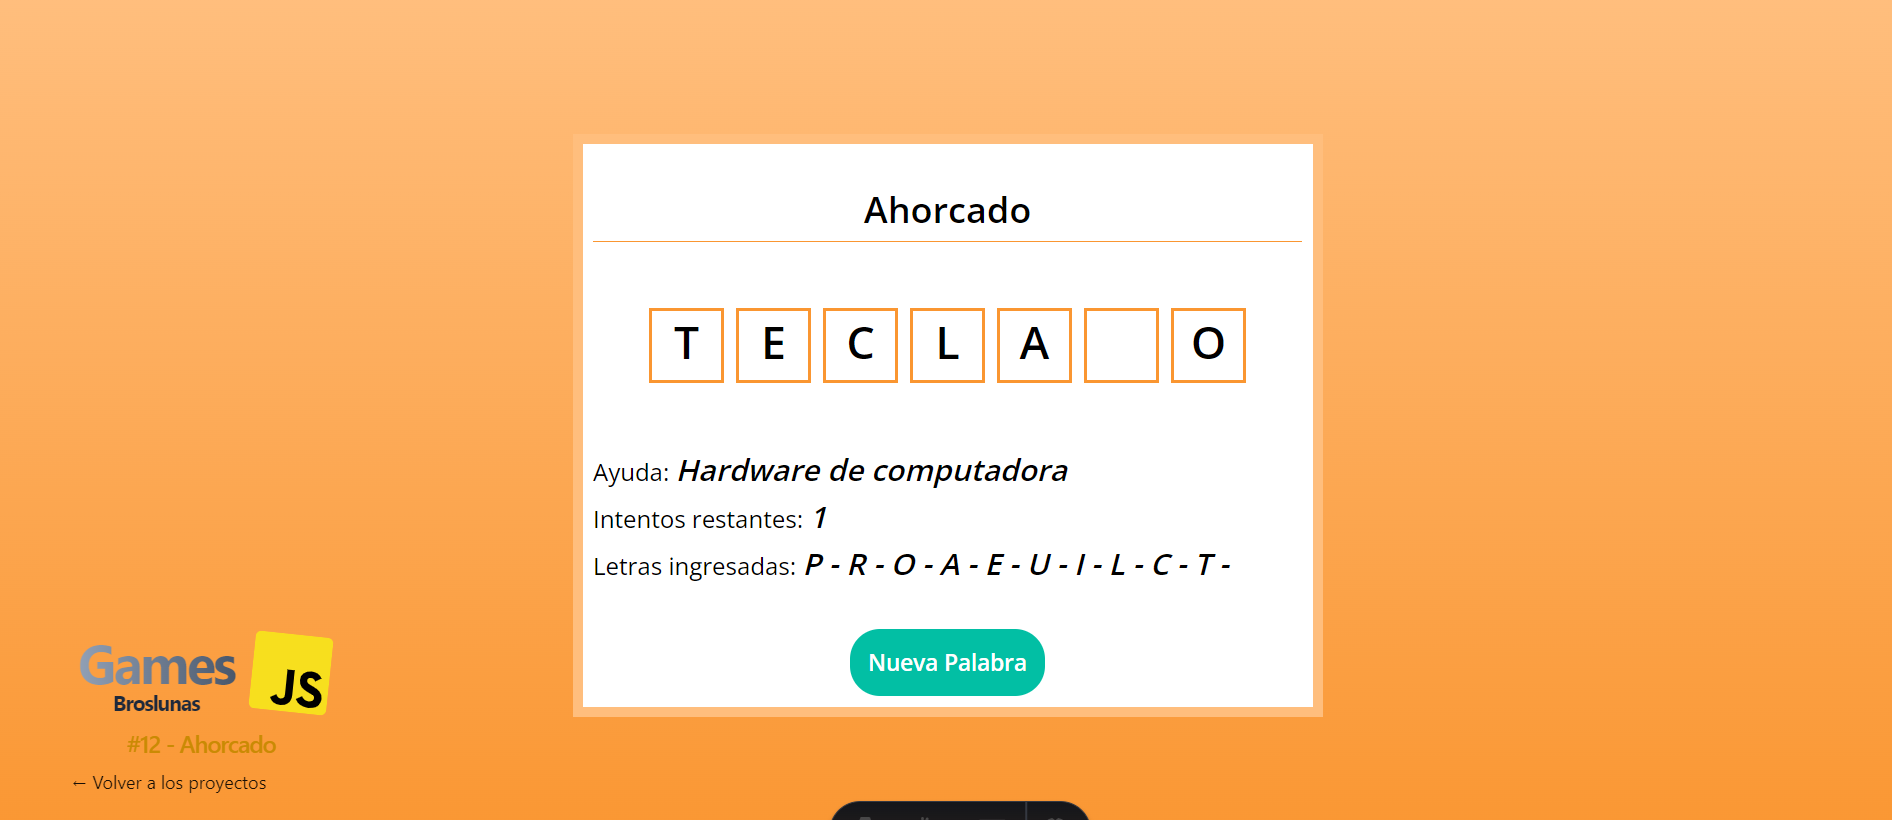 Ahorcado
T E C L A O
Ayuda: Hardware de computadora
Intentos restantes: 1
Letras ingresadas: P - R - O - A - E - U - I - L - C - T -
Nueva Palabra
Games
JS
Broslunas
#12 - Ahorcado
← Volver a los proyectos